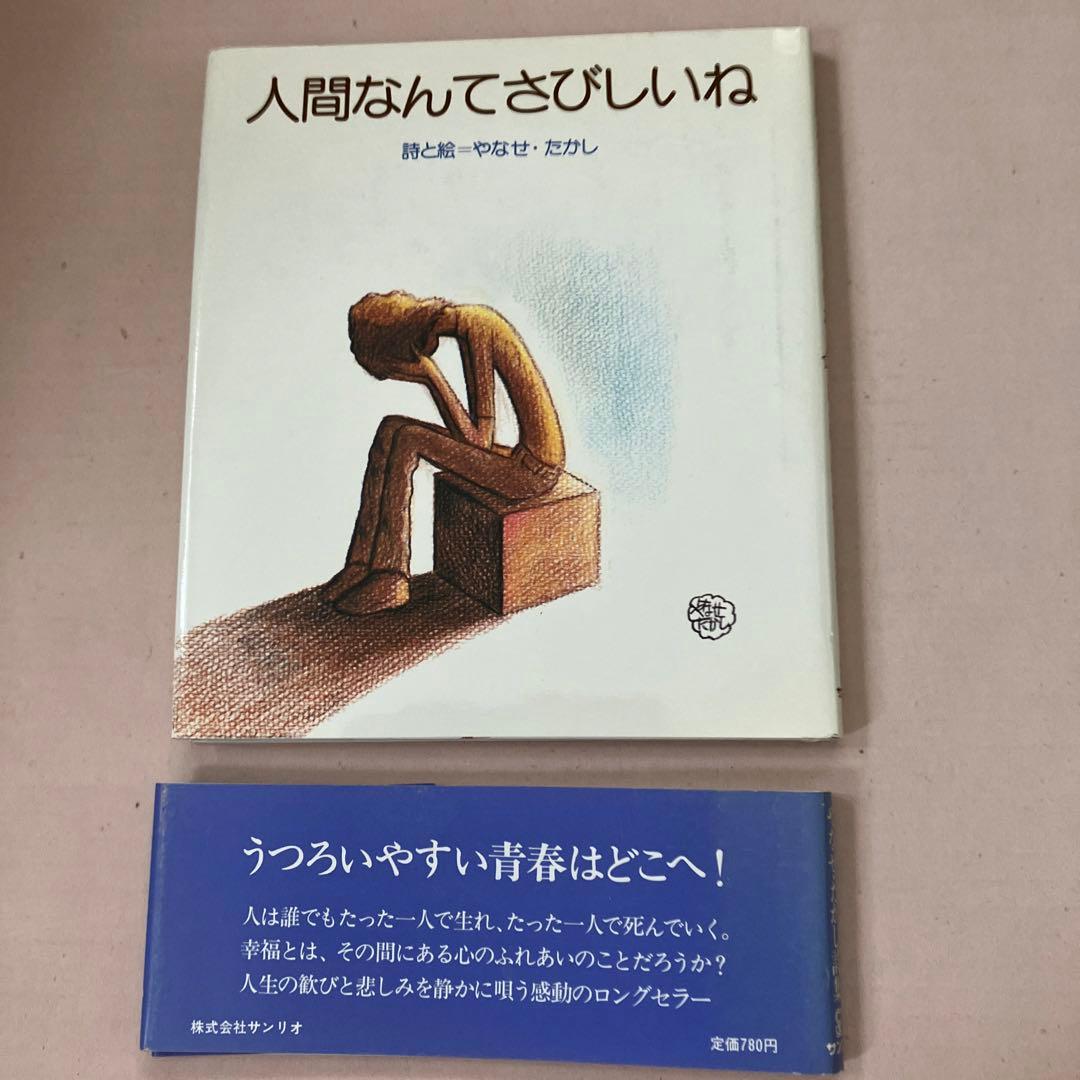 人間なんてさびしいね
詩と絵=やなせ・たかし
やなせ
たかし
うつろいやすい青春はどこへ!
人は誰でもたった一人で生れ、たった一人で死んでいく。
幸福とは、その間にある心のふれあいのことだろうか?
人生の歓びと悲しみを静かに唄う感動のロングセラー
株式会社サンリオ
定価780円